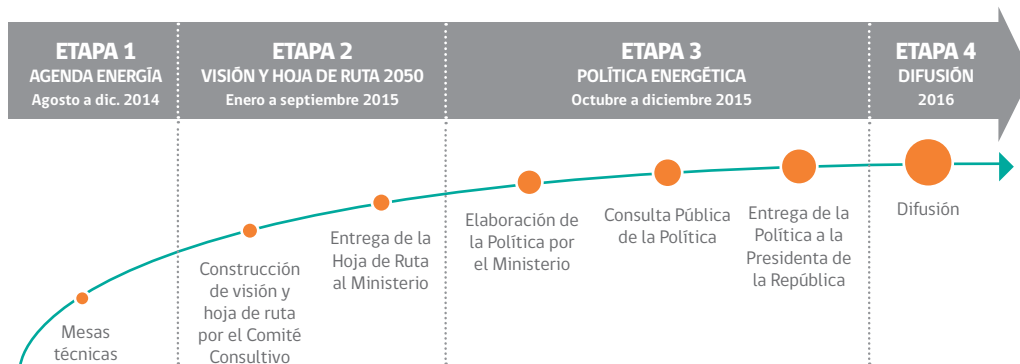 ETAPA 1
AGENDA ENERGÍA
Agosto a dic. 2014
ETAPA 2
VISIÓN Y HOJA DE RUTA 2050
Enero a septiembre 2015
ETAPA 3
POLÍTICA ENERGÉTICA
Octubre a diciembre 2015
ETAPA 4
DIFUSIÓN
2016
Mesas
técnicas
Construcción
de visión y
hoja de ruta
por el Comité
Consultivo
Entrega de la
Hoja de Ruta
al Ministerio
Elaboración de
la Política por
el Ministerio
Consulta Pública
de la Política
Entrega de la
Política a la
Presidenta de
la República
Difusión